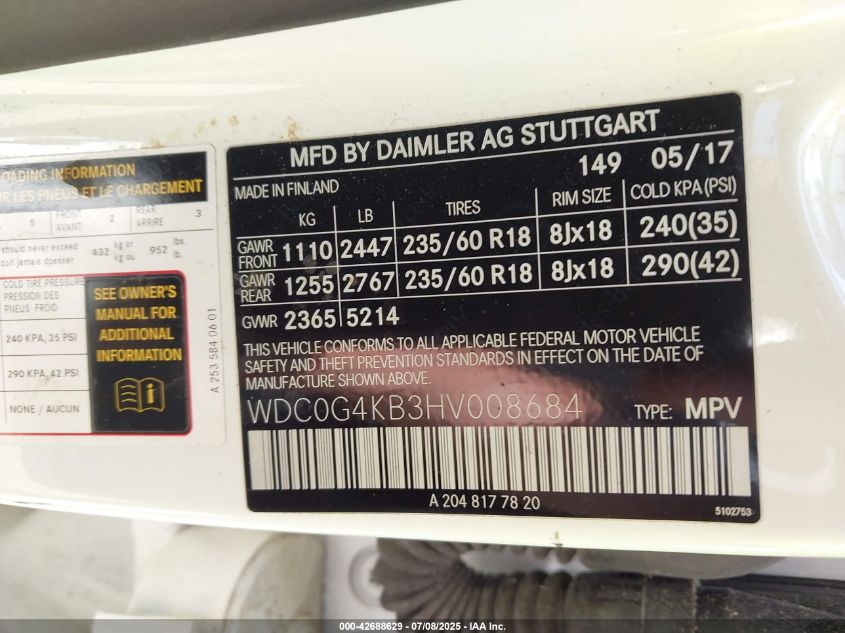 MFD BY DAIMLER AG STUTTGART
149 05/17
MADE IN FINLAND
KG LB TIRES RIM SIZE COLD KPA (PSI)
GAWR FRONT 1110 2447 235/60 R18 8Jx18 240(35)
GAWR REAR 1255 2767 235/60 R18 8Jx18 290(42)
GVWR 2365 5214
THIS VEHICLE CONFORMS TO ALL APPLICABLE FEDERAL MOTOR VEHICLE
SAFETY AND THEFT PREVENTION STANDARDS IN EFFECT ON THE DATE OF
MANUFACTURE SHOWN ABOVE.
WDC0G4KB3HV008684 TYPE: MPV
A 204 817 78 20
5102753
LOADING INFORMATION
LES PNEUS ET LE CHARGEMENT
5 FRONT AVANT 2 REAR ARRIERE 3
should never exceed 432 kg or 952 lbs.
doit jamais dépasser kg ou lb.
COLD TIRE PRESSURE
PRESSION DES
PNEUS FROID
240 KPA, 35 PSI
290 KPA, 42 PSI
NONE / AUCUN
SEE OWNER'S
MANUAL FOR
ADDITIONAL
INFORMATION
A 253 584 06 01
000-42688629 - 07/08/2025 - IAA Inc.